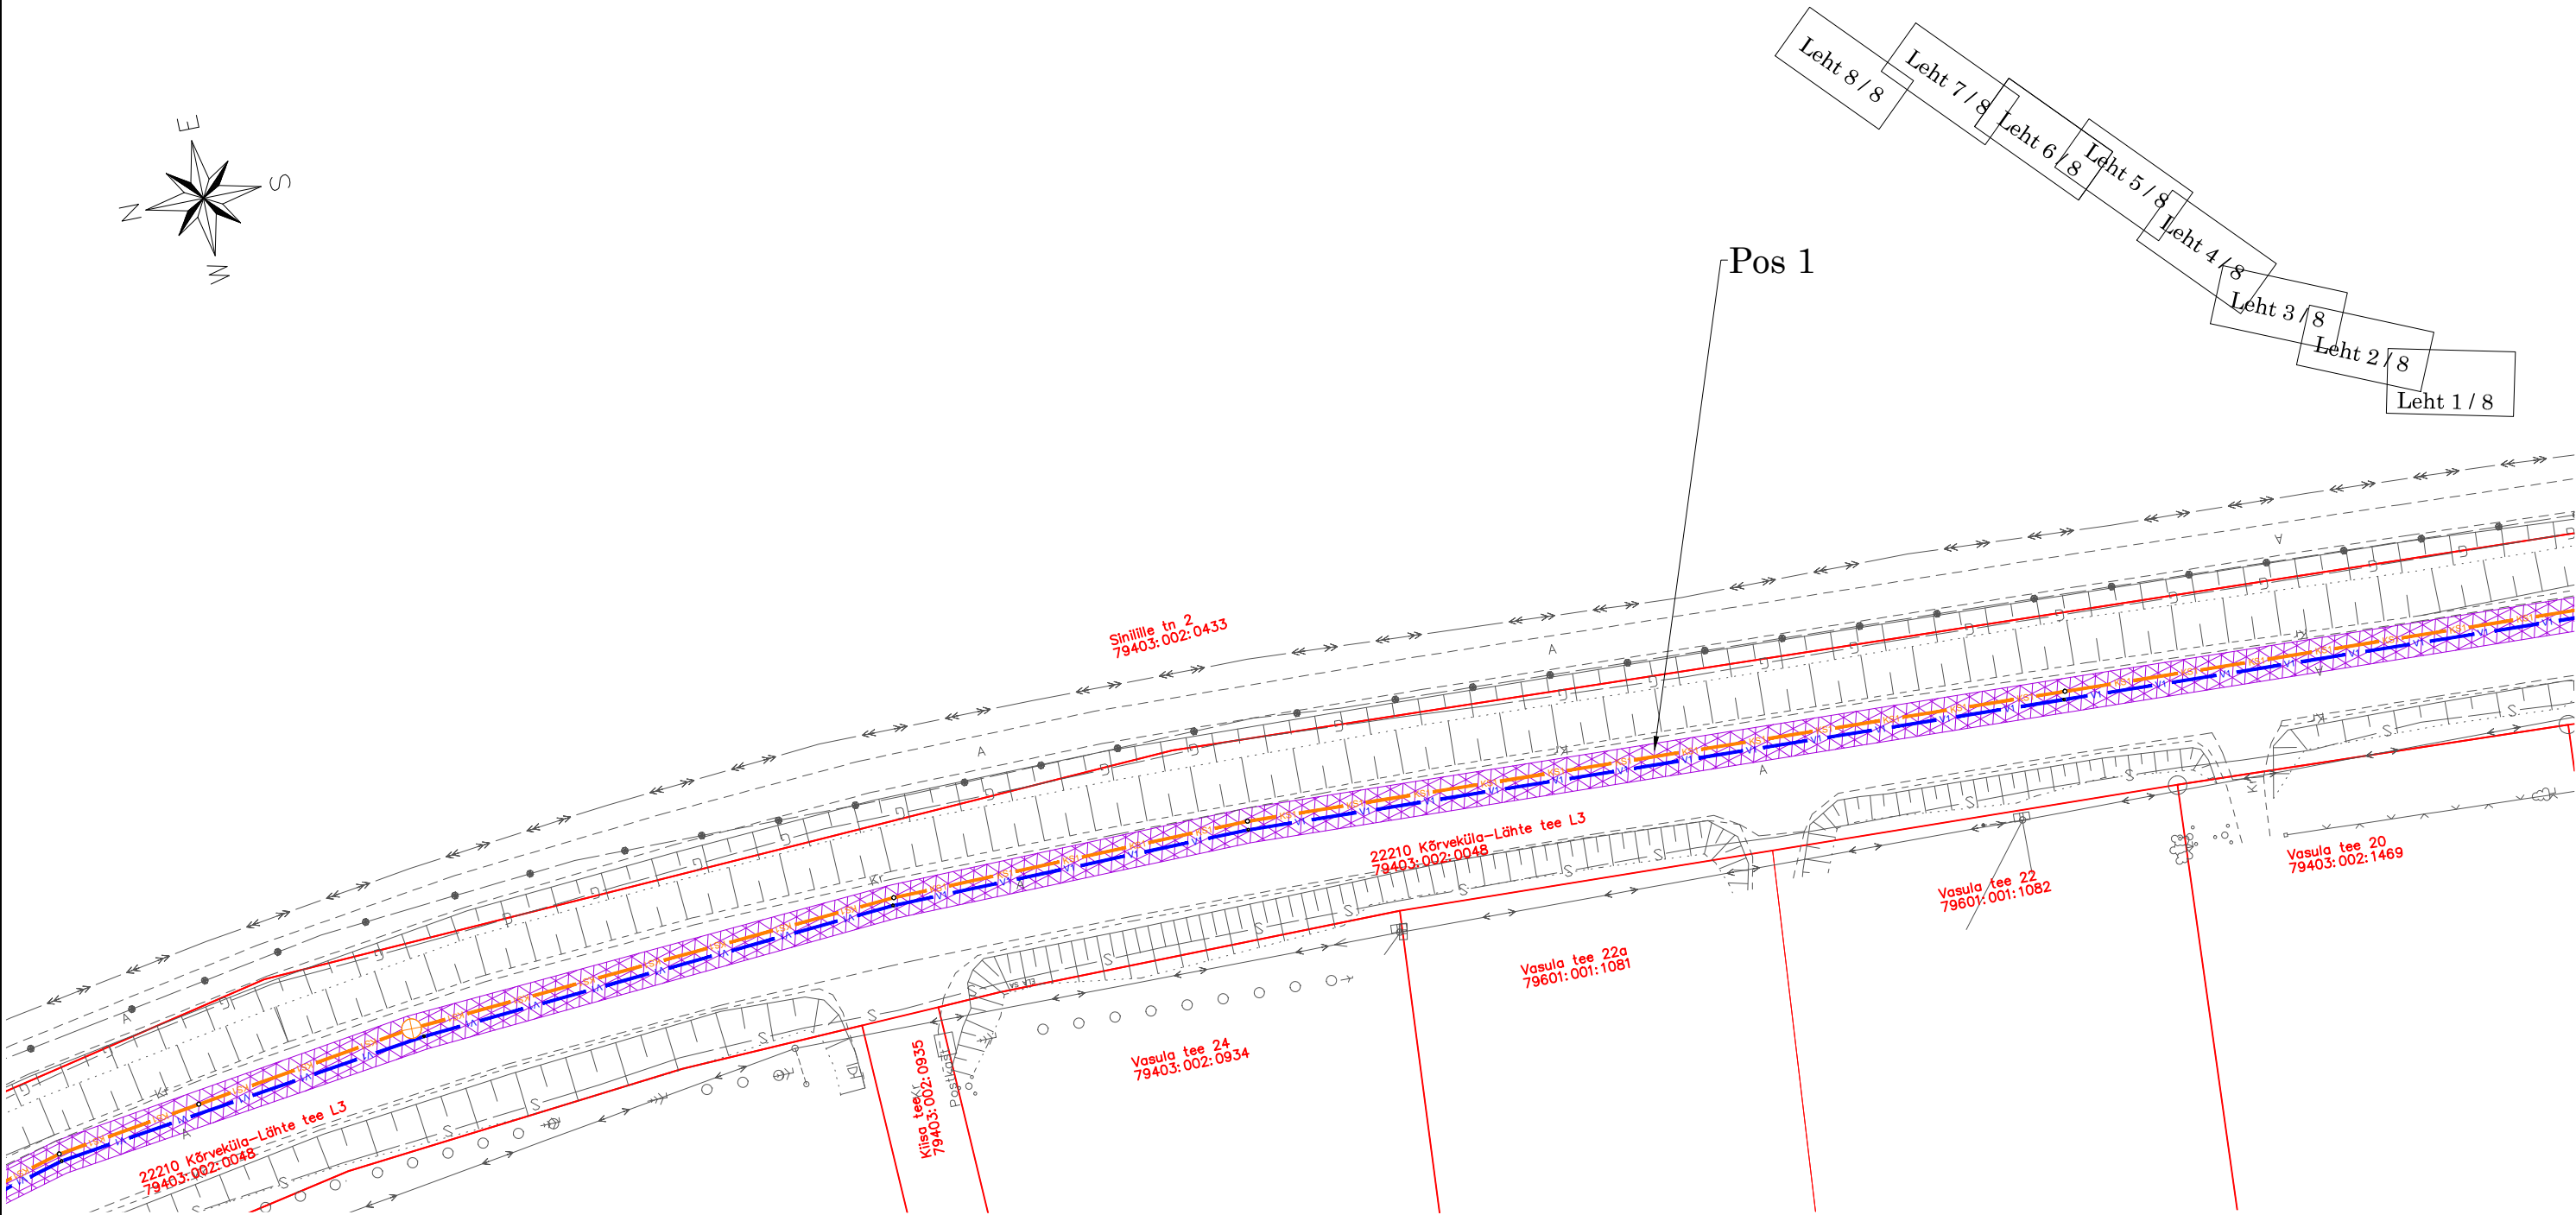 E
S
N
W
Leht 8 / 8
Leht 7 / 8
Leht 6 / 8
Leht 5 / 8
Leht 4 / 8
Leht 3 / 8
Leht 2 / 8
Leht 1 / 8
Pos 1
Sinilille tn 2
79403:002:0433
22210 Kõrveküla-Lähte tee L3
79403:002:0048
Vasula tee 20
79403:002:1469
Vasula tee 22
79601:001:1082
Vasula tee 22a
79601:001:1081
Vasula tee 24
79403:002:0934
Kiisa tee
79403:002:0935
Postkast
22210 Kõrveküla-Lähte tee L3
79403:002:0048